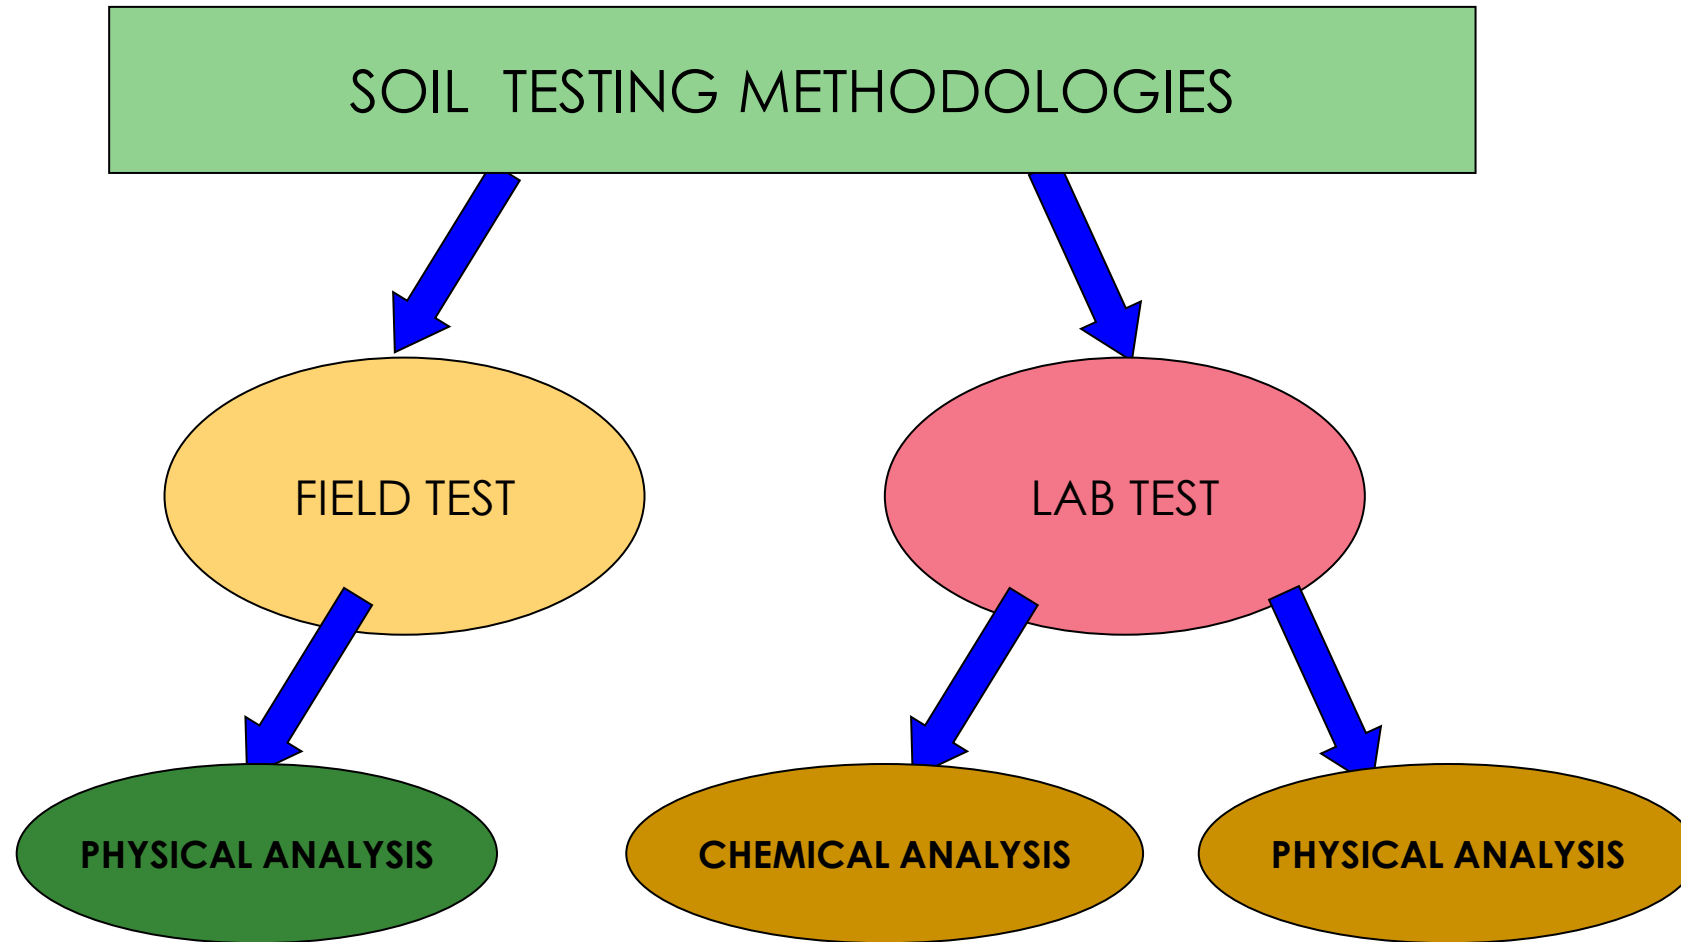 SOIL TESTING METHODOLOGIES
FIELD TEST
LAB TEST
PHYSICAL ANALYSIS
CHEMICAL ANALYSIS
PHYSICAL ANALYSIS